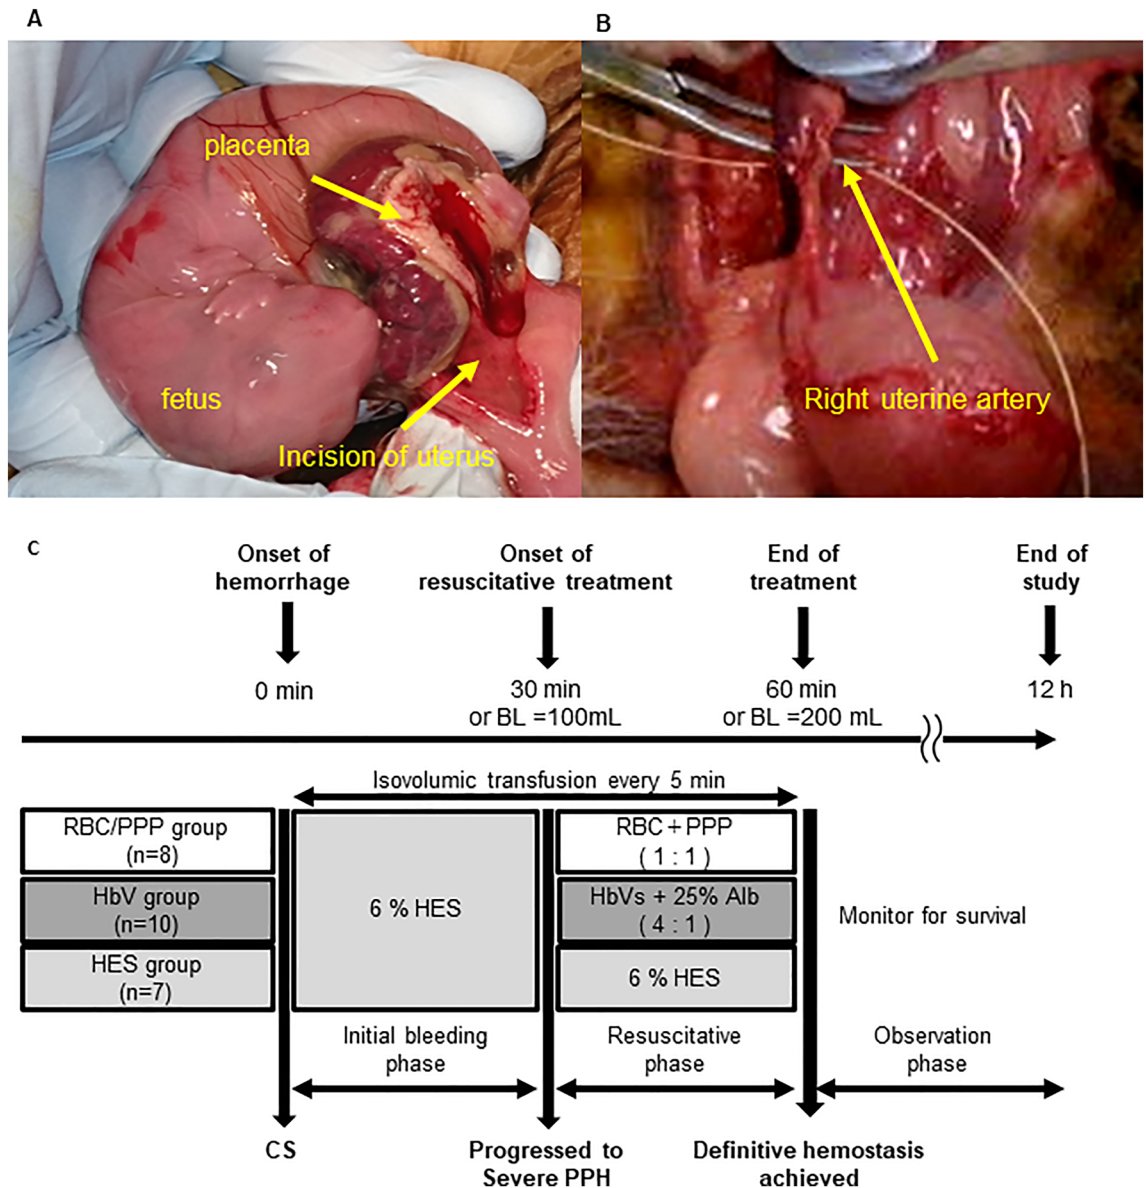 A
B
placenta
fetus
Incision of uterus
Right uterine artery
C
Onset of
hemorrhage
Onset of
resuscitative treatment
End of
treatment
End of
study
0 min
30 min
or BL =100mL
60 min
or BL =200 mL
12 h
Isovolumic transfusion every 5 min
RBC/PPP group
(n=8)
HbV group
(n=10)
HES group
(n=7)
6 % HES
RBC + PPP
( 1 : 1 )
HbVs + 25% Alb
( 4 : 1 )
6 % HES
Monitor for survival
Initial bleeding
phase
Resuscitative
phase
Observation
phase
CS
Progressed to
Severe PPH
Definitive hemostasis
achieved